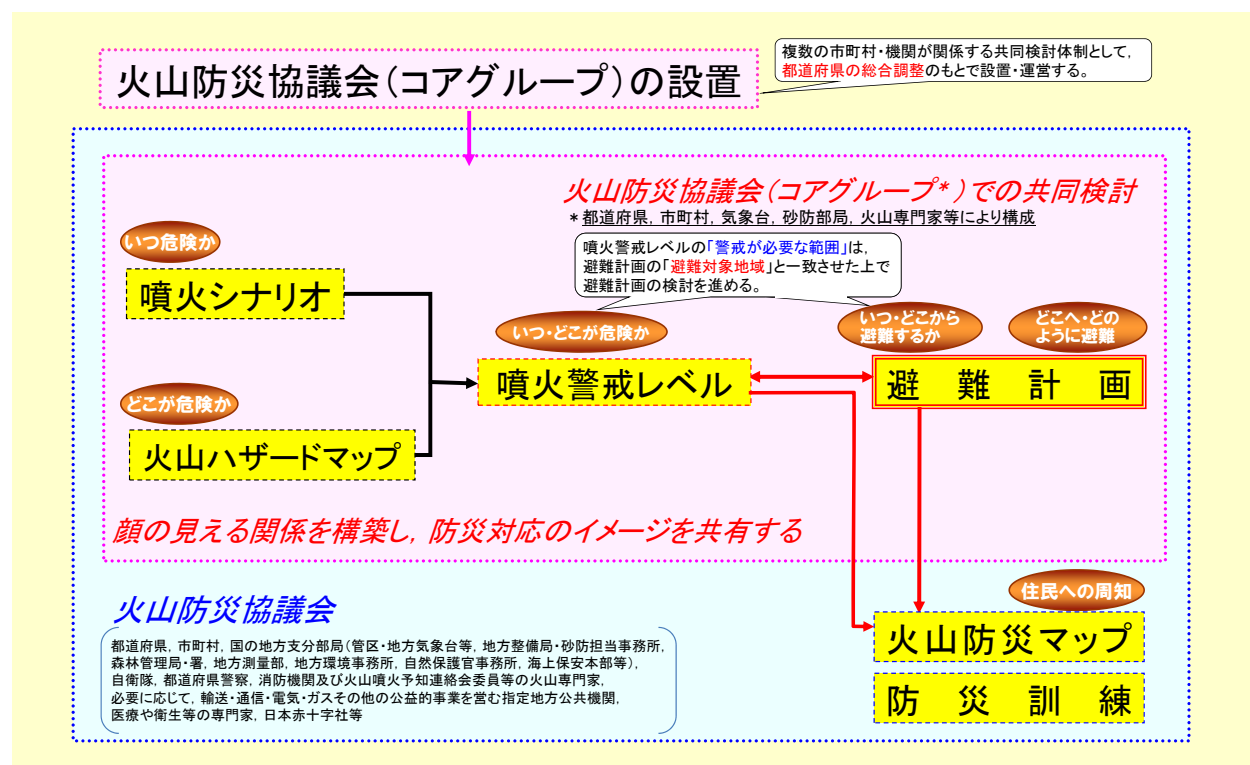 火山防災協議会（コアグループ）の設置
複数の市町村・機関が関係する共同検討体制として，
都道府県の総合調整のもとで設置・運営する。
火山防災協議会（コアグループ*）での共同検討
*都道府県，市町村，気象台，砂防部局，火山専門家等により構成
噴火警戒レベルの「警戒が必要な範囲」は，
避難計画の「避難対象地域」と一致させた上で
避難計画の検討を進める。
いつ危険か
噴火シナリオ
どこが危険か
火山ハザードマップ
いつ・どこが危険か
噴火警戒レベル
いつ・どこから
避難するか
どこへ・どの
ように避難
避難計画
顔の見える関係を構築し，防災対応のイメージを共有する
火山防災協議会
都道府県，市町村，国の地方支分部局（管区・地方気象台等，地方整備局・砂防担当事務所，
森林管理局・署，地方測量部，地方環境事務所，自然保護官事務所，海上保安本部等），
自衛隊，都道府県警察，消防機関及び火山噴火予知連絡会委員等の火山専門家，
必要に応じて，輸送・通信・電気・ガスその他の公益的事業を営む指定地方公共機関，
医療や衛生等の専門家，日本赤十字社等
住民への周知
火山防災マップ
防災訓練